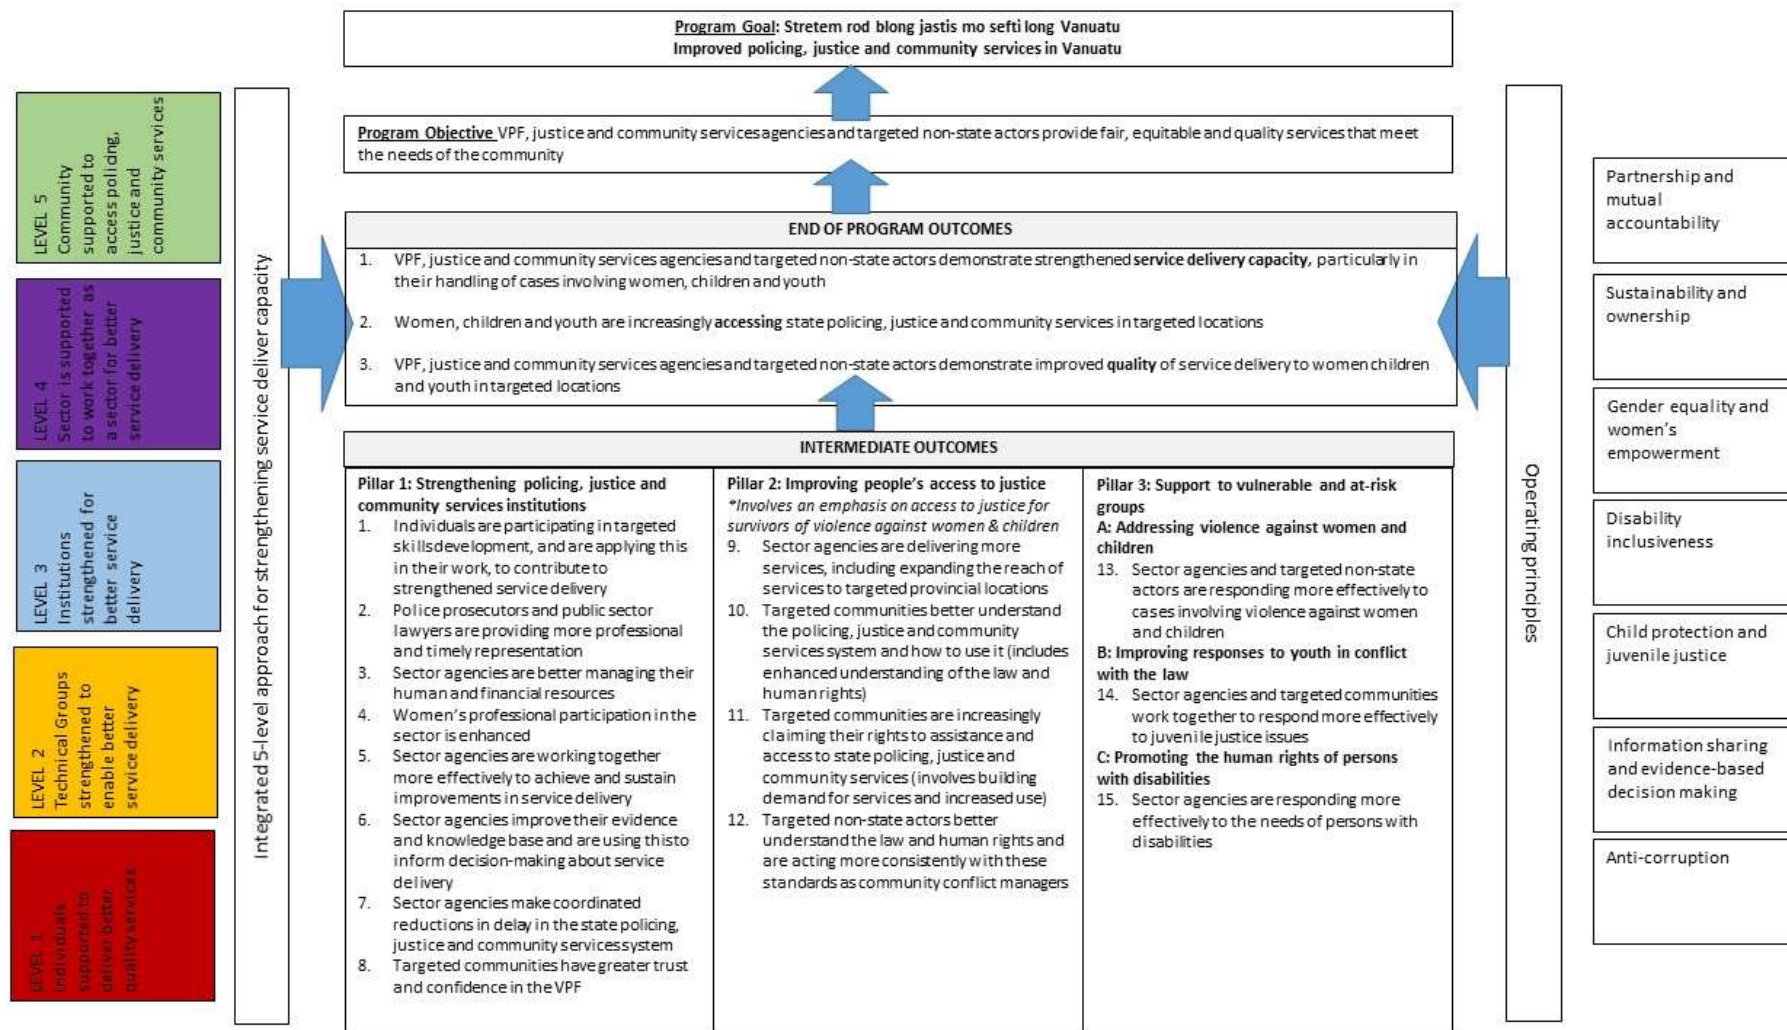 Program Goal: Stretem rod blong jastis mo sefti long Vanuatu
Improved policing, justice and community services in Vanuatu
Program Objective VPF, justice and community services agencies and targeted non-state actors provide fair, equitable and quality services that meet
the needs of the community
LEVEL 5
Community
supported to
access policing,
justice and
community services
LEVEL 4
Sector is supported
to work together as
a sector for better
service delivery
LEVEL 3
Institutions
strengthened for
better service
delivery
LEVEL 2
Technical Groups
strengthened to
enable better
service delivery
LEVEL 1
Individuals
supported to
deliver better
quality services
Integrated 5-level approach for strengthening service deliver capacity
END OF PROGRAM OUTCOMES
1. VPF, justice and community services agencies and targeted non-state actors demonstrate strengthened service delivery capacity, particularly in
their handling of cases involving women, children and youth
2. Women, children and youth are increasingly accessing state policing, justice and community services in targeted locations
3. VPF, justice and community services agencies and targeted non-state actors demonstrate improved quality of service delivery to women children
and youth in targeted locations
INTERMEDIATE OUTCOMES
Pillar 1: Strengthening policing, justice and
community services institutions
1. Individuals are participating in targeted
skills development, and are applying this
in their work, to contribute to
strengthened service delivery
2. Police prosecutors and public sector
lawyers are providing more professional
and timely representation
3. Sector agencies are better managing their
human and financial resources
4. Women's professional participation in the
sector is enhanced
5. Sector agencies are working together
more effectively to achieve and sustain
improvements in service delivery
6. Sector agencies improve their evidence
and knowledge base and are using this to
inform decision-making about service
delivery
7. Sector agencies make coordinated
reductions in delay in the state policing,
justice and community services system
8. Targeted communities have greater trust
and confidence in the VPF
Pillar 2: Improving people's access to justice
*Involves an emphasis on access to justice for
survivors of violence against women & children
9. Sector agencies are delivering more
services, including expanding the reach of
services to targeted provincial locations
10. Targeted communities better understand
the policing, justice and community
services system and how to use it (includes
enhanced understanding of the law and
human rights)
11. Targeted communities are increasingly
claiming their rights to assistance and
access to state policing, justice and
community services (involves building
demand for services and increased use)
12. Targeted non-state actors better
understand the law and human rights and
are acting more consistently with these
standards as community conflict managers
Pillar 3: Support to vulnerable and at-risk
groups
A: Addressing violence against women and
children
13. Sector agencies and targeted non-state
actors are responding more effectively to
cases involving violence against women
and children
B: Improving responses to youth in conflict
with the law
14. Sector agencies and targeted communities
work together to respond more effectively
to juvenile justice issues
C: Promoting the human rights of persons
with disabilities
15. Sector agencies are responding more
effectively to the needs of persons with
disabilities
Operating principles
Partnership and
mutual
accountability
Sustainability and
ownership
Gender equality and
women's
empowerment
Disability
inclusiveness
Child protection and
juvenile justice
Information sharing
and evidence-based
decision making
Anti-corruption